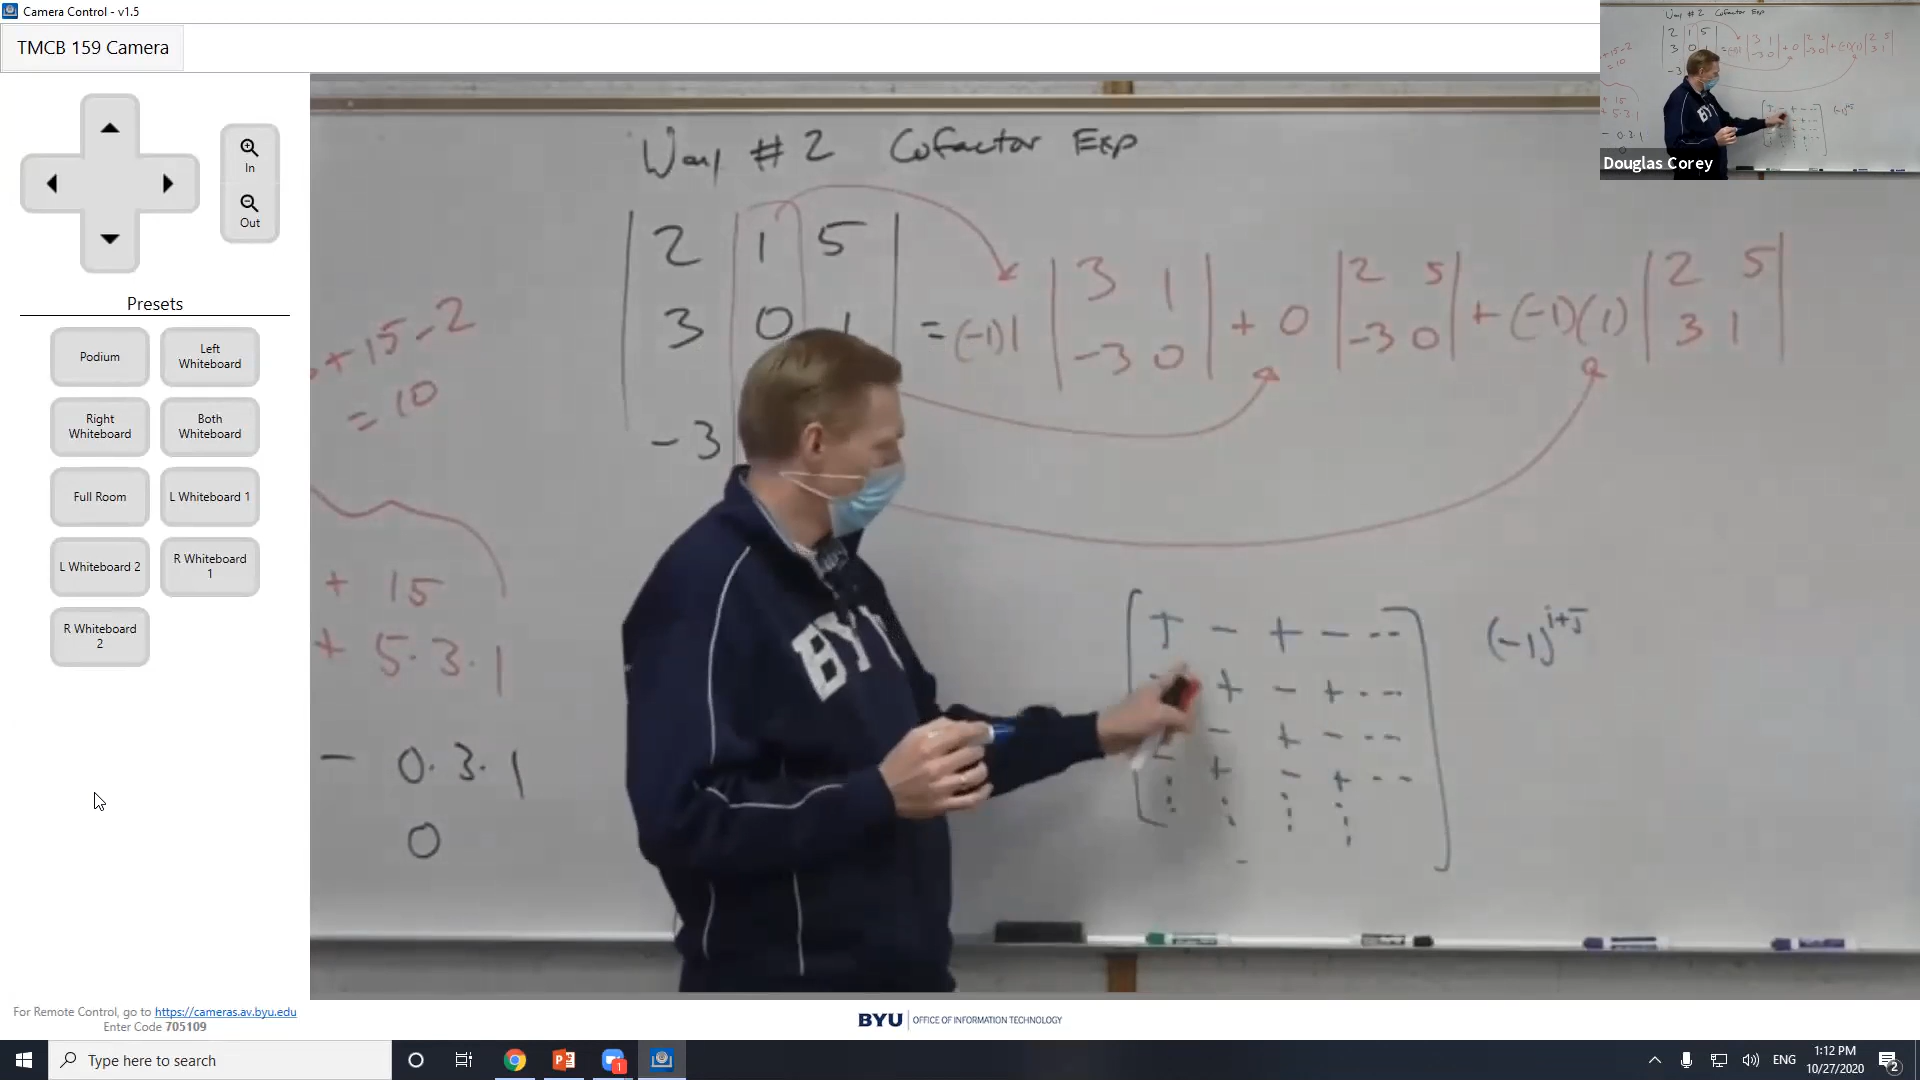 Camera Control - v1.5
TMCB 159 Camera
In
Out
Presets
Podium
Left Whiteboard
Right Whiteboard
Both Whiteboard
Full Room
L Whiteboard 1
L Whiteboard 2
R Whiteboard 1
R Whiteboard 2
For Remote Control, go to https://cameras.av.byu.edu
Enter Code 705109
Way #2 Cofactor Exp
2 1 5
3 0 1
-3
= (-1)1 | 3 1 | + 0 | 2 5 | + (-1)(1) | 2 5 |
| -3 0 | | -3 0 | | 3 1 |
+15-2
= 10
+ 15
+ 5·3·1
- 0·3·1
0
+ - + - --
+ - + - --
- + - --
+ - + --
(-1)^{i+j}
BYU
Douglas Corey
BYU OFFICE OF INFORMATION TECHNOLOGY
Type here to search
1
ENG
1:12 PM
10/27/2020
2